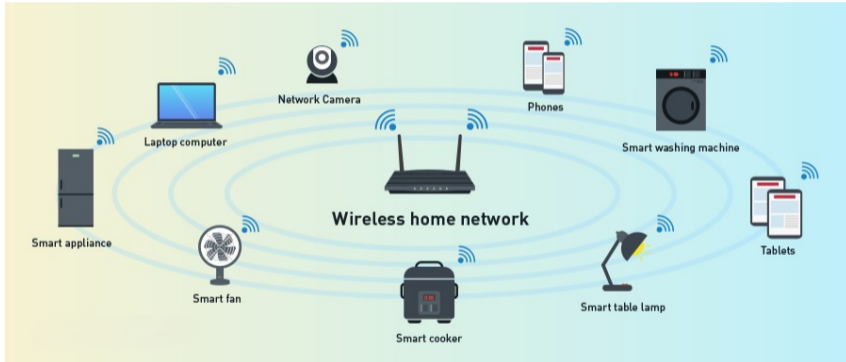 Network Camera
Phones
Laptop computer
Smart washing machine
Wireless home network
Smart appliance
Tablets
Smart fan
Smart table lamp
Smart cooker